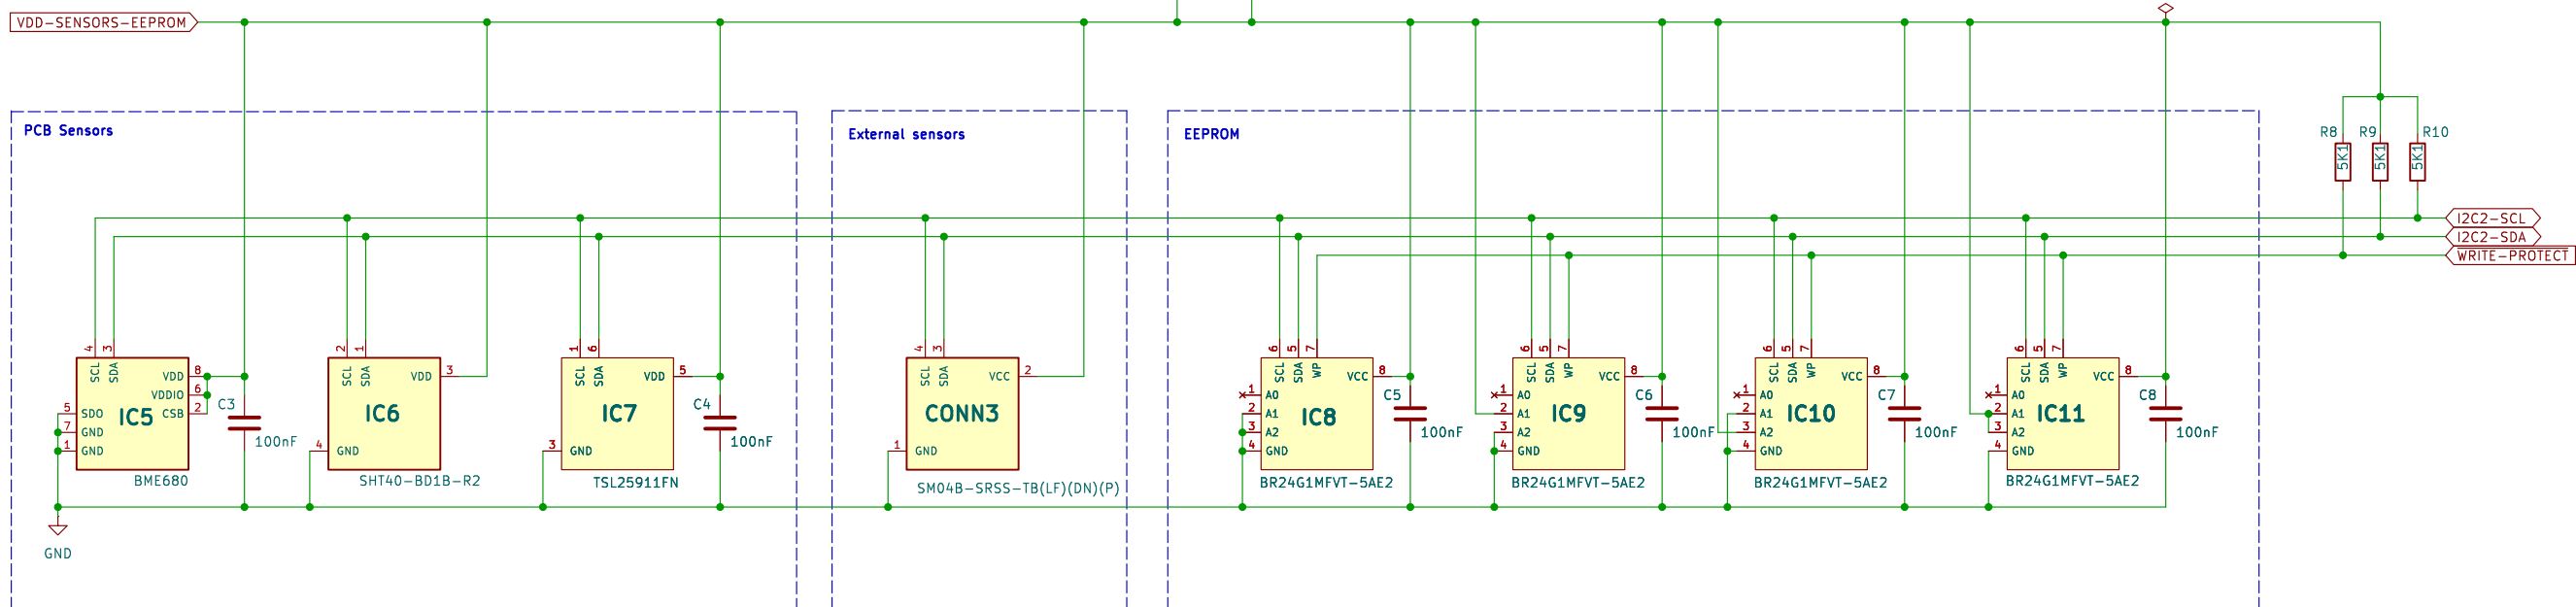 VDD-SENSORS-EEPROM
PCB Sensors
External sensors
EEPROM
R8
R9
R10
5K1
5K1
5K1
I2C2-SCL
I2C2-SDA
WRITE-PROTECT
4
3
SCL
SDA
VDD
8
VDDIO
6
CSB
2
5
SDO
7
GND
1
GND
IC5
BME680
C3
100nF
2
1
SCL
SDA
VDD
3
IC6
4
GND
SHT40-BD1B-R2
1
6
SCL
SDA
VDD
5
IC7
3
GND
TSL25911FN
C4
100nF
4
3
SCL
SDA
VCC
2
CONN3
1
GND
SM04B-SRSS-TB(LF)(DN)(P)
6
5
7
SCL
SDA
WP
VCC
8
1
A0
2
A1
3
A2
4
GND
IC8
BR24G1MFVT-5AE2
C5
100nF
6
5
7
SCL
SDA
WP
VCC
8
1
A0
2
A1
3
A2
4
GND
IC9
BR24G1MFVT-5AE2
C6
100nF
6
5
7
SCL
SDA
WP
VCC
8
1
A0
2
A1
3
A2
4
GND
IC10
BR24G1MFVT-5AE2
C7
100nF
6
5
7
SCL
SDA
WP
VCC
8
1
A0
2
A1
3
A2
4
GND
IC11
BR24G1MFVT-5AE2
C8
100nF
GND